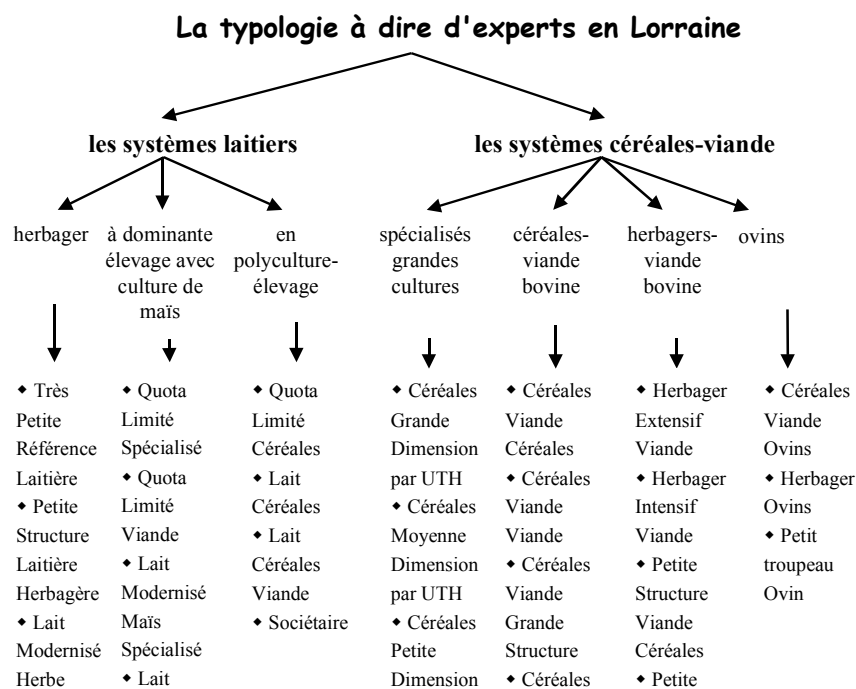 La typologie à dire d'experts en Lorraine
les systèmes laitiers
les systèmes céréales-viande
herbager
à dominante
élevage avec
culture de
maïs
en
polyculture-
élevage
spécialisés
grandes
cultures
céréales-
viande
bovine
herbagers-
viande
bovine
ovins
◆ Très
Petite
Référence
Laitière
◆ Petite
Structure
Laitière
Herbagère
◆ Lait
Modernisé
Herbe
◆ Quota
Limité
Spécialisé
◆ Quota
Limité
Viande
◆ Lait
Modernisé
Maïs
Spécialisé
◆ Lait
◆ Quota
Limité
Céréales
◆ Lait
Céréales
◆ Lait
Céréales
Viande
◆ Sociétaire
◆ Céréales
Grande
Dimension
par UTH
◆ Céréales
Moyenne
Dimension
par UTH
◆ Céréales
Petite
Dimension
◆ Céréales
Viande
Céréales
◆ Céréales
Viande
Viande
◆ Céréales
Viande
Grande
Structure
◆ Céréales
◆ Herbager
Extensif
Viande
◆ Herbager
Intensif
Viande
◆ Petite
Structure
Viande
Céréales
◆ Petite
◆ Céréales
Viande
Ovins
◆ Herbager
Ovins
◆ Petit
troupeau
Ovin